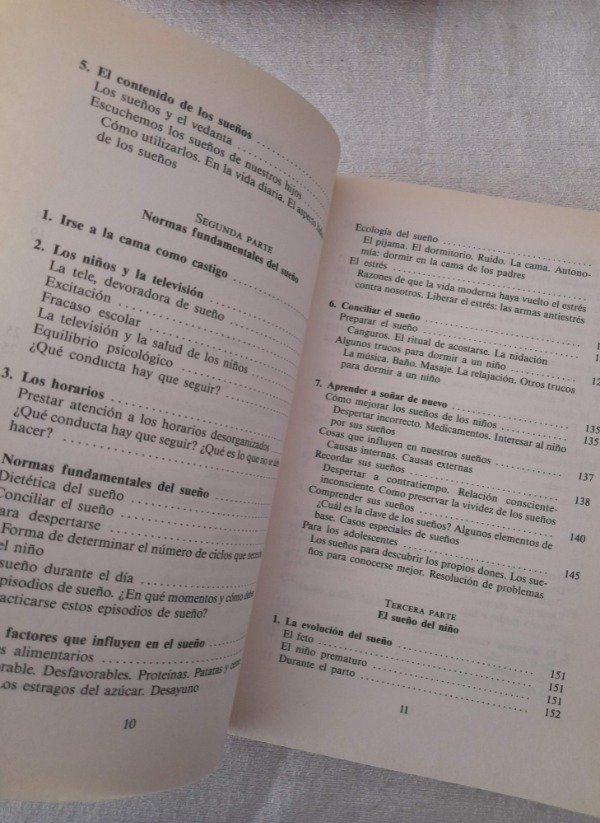 5. El contenido de los sueños
Los sueños y el vedanta
Escuchemos los sueños de nuestros hijos
Cómo utilizarlos. En la vida diaria. El aspecto
de los sueños
SEGUNDA PARTE
Normas fundamentales del sueño
1. Irse a la cama como castigo
2. Los niños y la televisión
La tele, devoradora de sueño
Excitación
Fracaso escolar
La televisión y la salud de los niños
Equilibrio psicológico
¿Qué conducta hay que seguir?
3. Los horarios
Prestar atención a los horarios desorganizados
¿Qué conducta hay que seguir? ¿Qué es lo que no se
hacer?
Normas fundamentales del sueño
Dietética del sueño
Conciliar el sueño
para despertarse
Forma de determinar el número de ciclos que
el niño
sueño durante el día
episodios de sueño. ¿En qué momentos y cómo
practicarse estos episodios de sueño?
factores que influyen en el sueño
alimentarios
Desfavorables. Proteínas. Patatas y
Los estragos del azúcar. Desayuno
10
Ecología del sueño
El pijama. El dormitorio. Ruido. La cama. Autono-
mía: dormir en la cama de los padres
El estrés
Razones de que la vida moderna haya vuelto el estrés
contra nosotros. Liberar el estrés: las armas antiestrés
6. Conciliar el sueño
Preparar el sueño
Canguros. El ritual de acostarse. La nidación
Algunos trucos para dormir a un niño
La música. Baño. Masaje. La relajación. Otros trucos
para dormir a un niño
7. Aprender a soñar de nuevo 135
Cómo mejorar los sueños de los niños 135
Despertar incorrecto. Medicamentos. Interesar al niño
por sus sueños
Cosas que influyen en nuestros sueños 137
Causas internas. Causas externas
Recordar sus sueños 138
Despertar a contratiempo. Relación consciente-
inconsciente. Como preservar la vividez de los sueños
Comprender sus sueños 140
¿Cuál es la clave de los sueños? Algunos elementos de
base. Casos especiales de sueños
Para los adolescentes 145
Los sueños para descubrir los propios dones. Los sue-
ños para conocerse mejor. Resolución de problemas
TERCERA PARTE
El sueño del niño
1. La evolución del sueño 151
El feto 151
El niño prematuro 151
Durante el parto 152
11